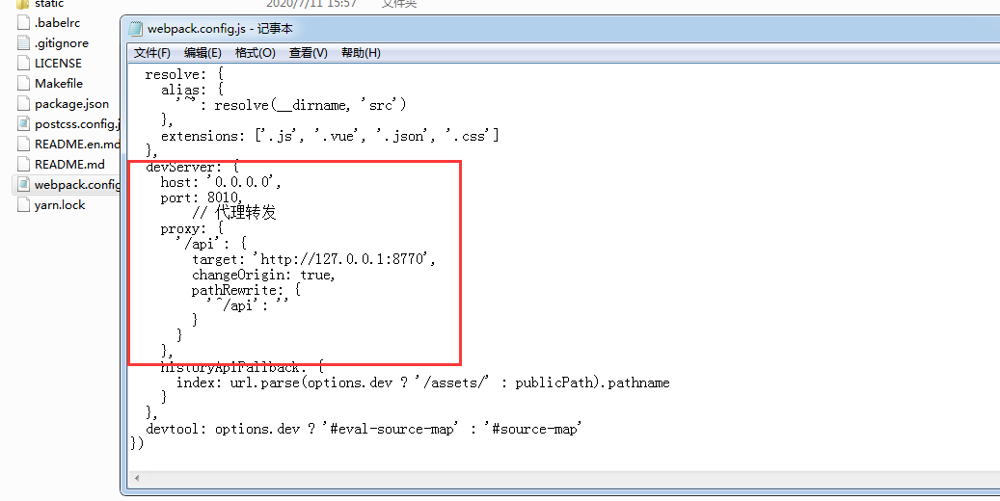 static
2020/7/11 15:57 文件夹
.babelrc
.gitignore
LICENSE
Makefile
package.json
postcss.config.j
README.en.md
README.md
webpack.config
yarn.lock
webpack.config.js - 记事本
文件(F) 编辑(E) 格式(O) 查看(V) 帮助(H)
resolve: {
alias: {
'~': resolve(__dirname, 'src')
},
extensions: ['.js', '.vue', '.json', '.css']
},
devServer: {
host: '0.0.0.0',
port: 8010,
// 代理转发
proxy: {
'/api': {
target: 'http://127.0.0.1:8770',
changeOrigin: true,
pathRewrite: {
'^/api': ''
}
}
},
historyApiFallback: {
index: url.parse(options.dev ? '/assets/' : publicPath).pathname
}
},
devtool: options.dev ? '#eval-source-map' : '#source-map'
})